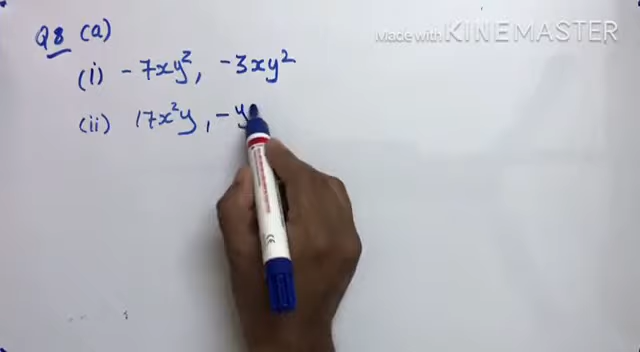 Q8 (a)
Made with KINEMASTER
(i) -7xy², -3xy²
(ii) 17x²y, -y